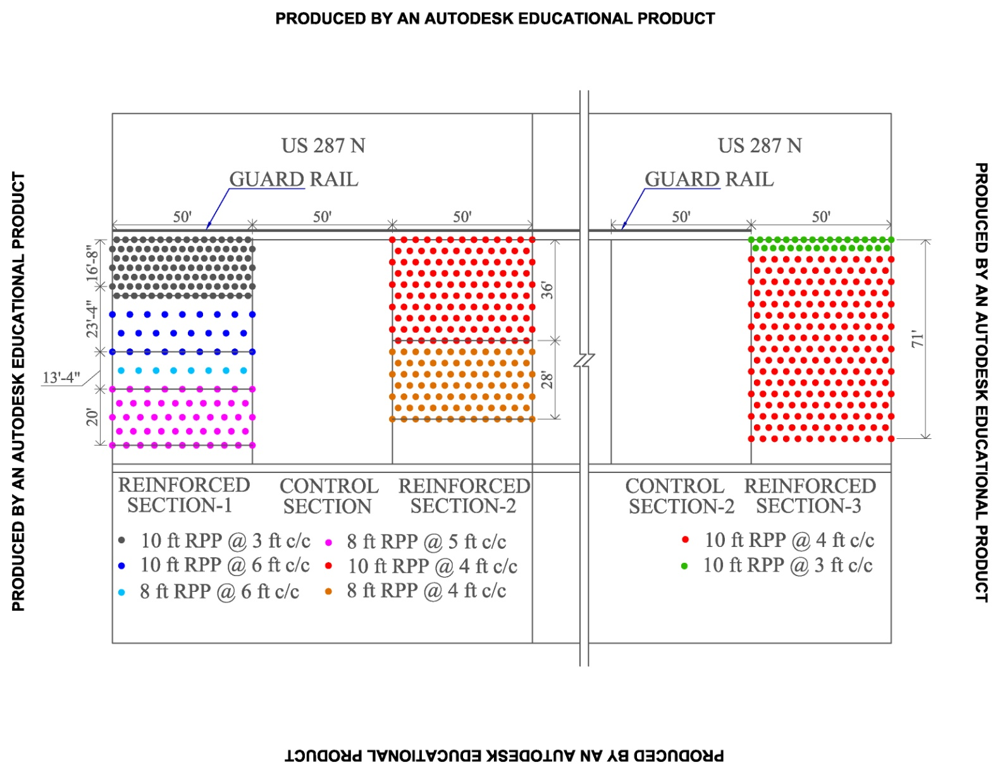 PRODUCED BY AN AUTODESK EDUCATIONAL PRODUCT
PRODUCED BY AN AUTODESK EDUCATIONAL PRODUCT
PRODUCED BY AN AUTODESK EDUCATIONAL PRODUCT
US 287 N
US 287 N
GUARD RAIL
GUARD RAIL
50'
50'
50'
50'
50'
16'-8"
23'-4"
13'-4"
20'
36'
28'
71'
REINFORCED
SECTION-1
CONTROL
SECTION
REINFORCED
SECTION-2
CONTROL
SECTION-2
REINFORCED
SECTION-3
10 ft RPP @ 3 ft c/c
10 ft RPP @ 6 ft c/c
8 ft RPP @ 6 ft c/c
8 ft RPP @ 5 ft c/c
10 ft RPP @ 4 ft c/c
8 ft RPP @ 4 ft c/c
10 ft RPP @ 4 ft c/c
10 ft RPP @ 3 ft c/c
PRODUCED BY AN AUTODESK EDUCATIONAL PRODUCT